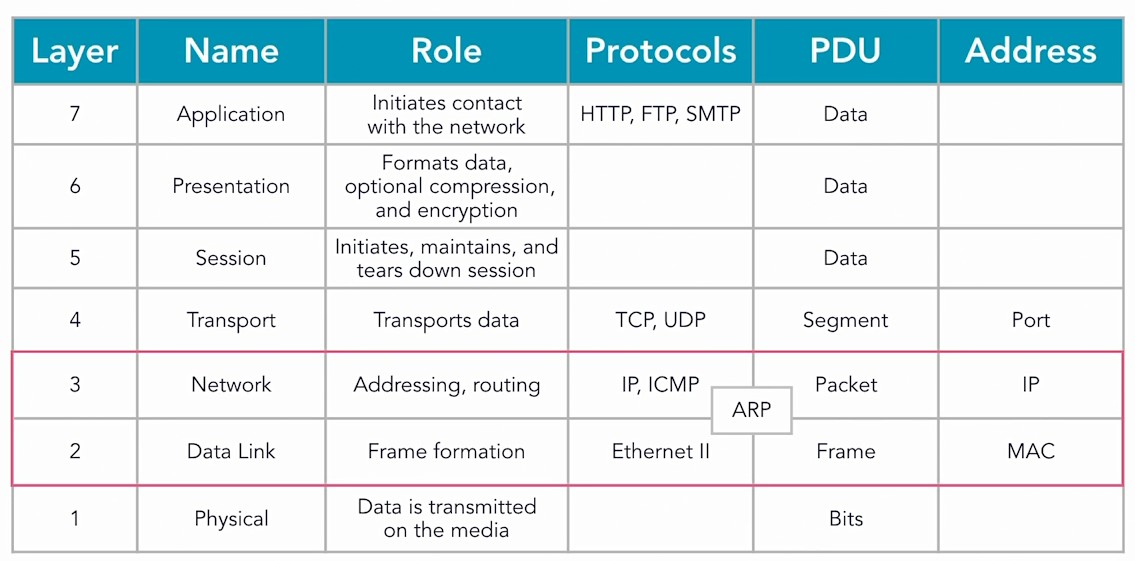 Layer Name Role Protocols PDU Address
7 Application Initiates contact with the network HTTP, FTP, SMTP Data
6 Presentation Formats data, optional compression, and encryption Data
5 Session Initiates, maintains, and tears down session Data
4 Transport Transports data TCP, UDP Segment Port
3 Network Addressing, routing IP, ICMP Packet IP
ARP
2 Data Link Frame formation Ethernet II Frame MAC
1 Physical Data is transmitted on the media Bits